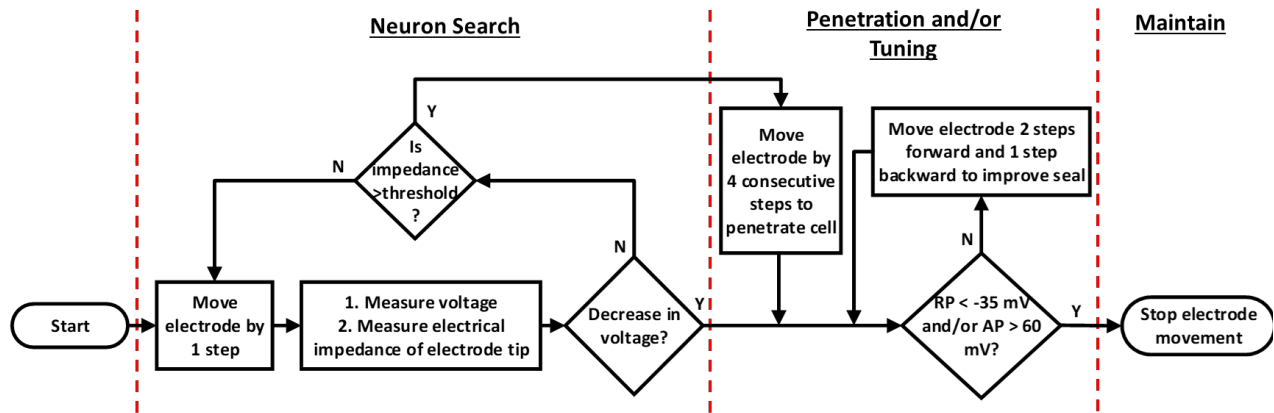 Neuron Search
Penetration and/or
Tuning
Maintain
Start
Move
electrode by
1 step
1. Measure voltage
2. Measure electrical
impedance of electrode tip
Decrease in
voltage?
N
Y
Is
impedance
>threshold
?
N
Y
Move
electrode by
4 consecutive
steps to
penetrate cell
Move electrode 2 steps
forward and 1 step
backward to improve seal
N
RP < -35 mV
and/or AP > 60
mV?
Y
Stop electrode
movement